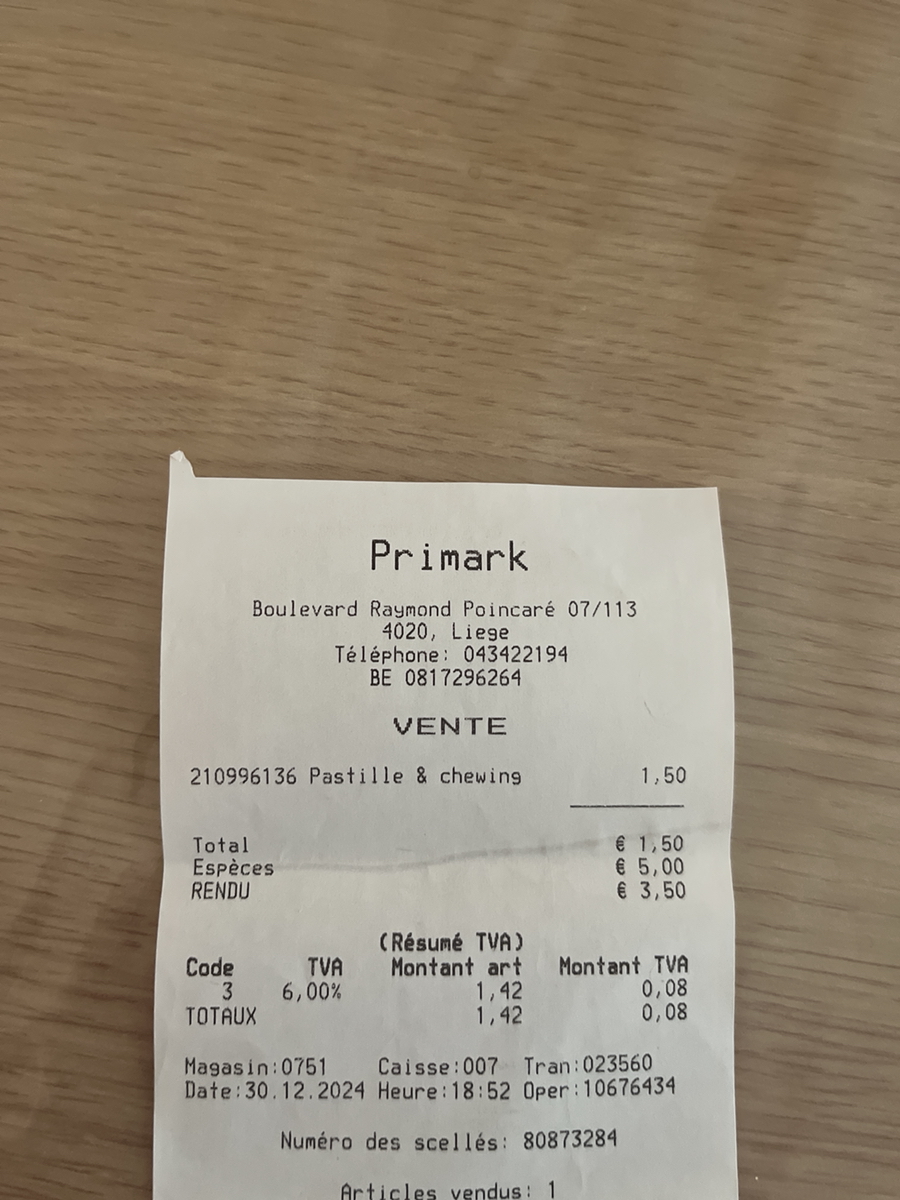 Primark
Boulevard Raymond Poincaré 07/113
4020, Liege
Téléphone: 043422194
BE 0817296264
VENTE
210996136 Pastille & chewing 1,50
Total € 1,50
Espèces € 5,00
RENDU € 3,50
(Résumé TVA)
Code TVA Montant art Montant TVA
3 6,00% 1,42 0,08
TOTAUX 1,42 0,08
Magasin:0751 Caisse:007 Tran:023560
Date:30.12.2024 Heure:18:52 Oper:10676434
Numéro des scellés: 80873284
Articles vendus: 1